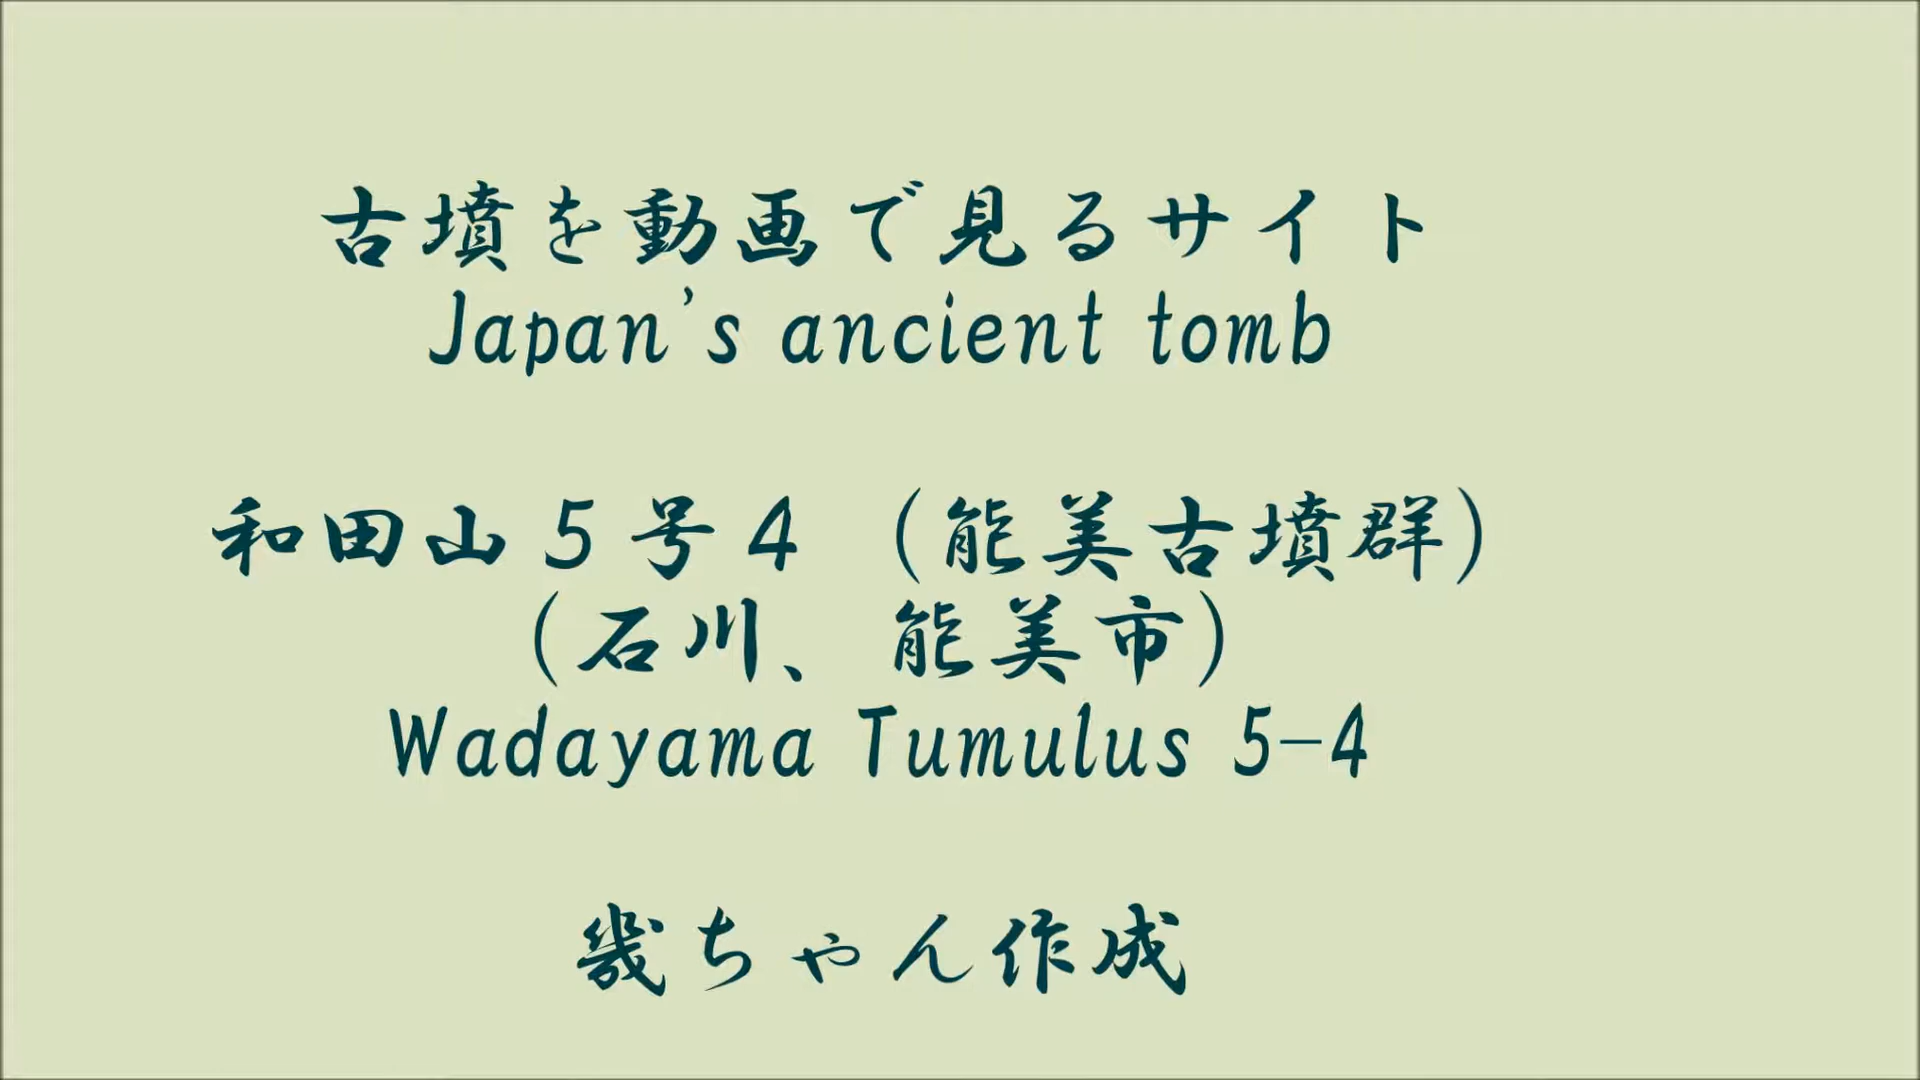 古墳を動画で見るサイト
Japan's ancient tomb
和田山５号４　（能美古墳群）
（石川、能美市）
Wadayama Tumulus 5-4
幾ちゃん作成